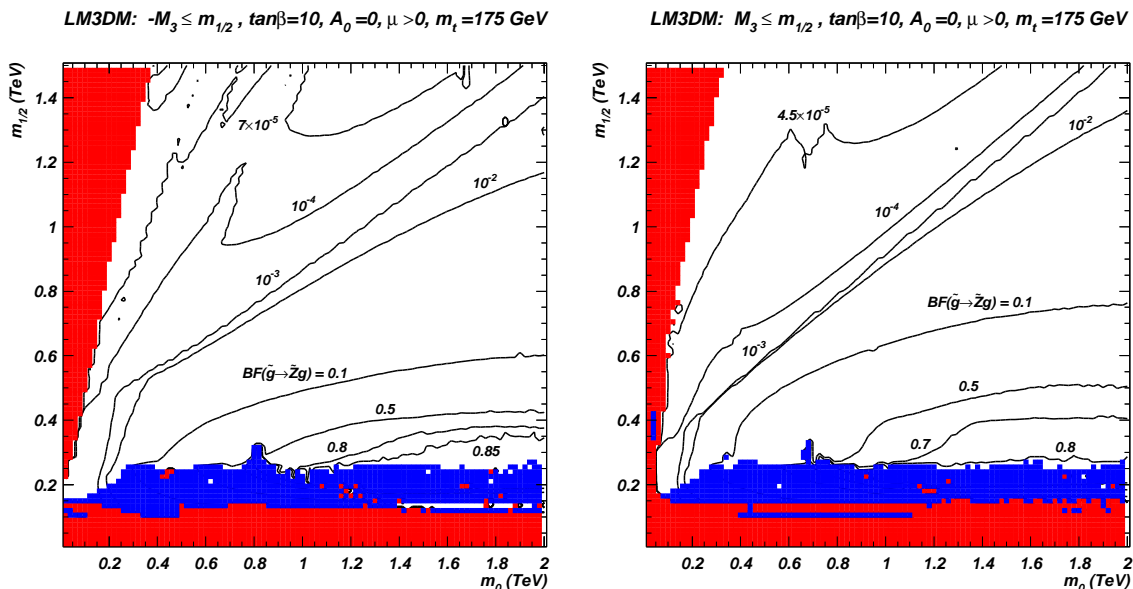 LM3DM: -M₃ ≤ m₁/₂ , tanβ=10, A₀ =0, μ >0, mₜ =175 GeV
m₁/₂ (TeV)
1.4
1.2
1
0.8
0.6
0.4
0.2
7×10⁻⁵
10⁻²
10⁻⁴
10⁻³
BF(g̃→Z̃g) = 0.1
0.5
0.8
0.85
0.2 0.4 0.6 0.8 1 1.2 1.4 1.6 1.8 2
m₀ (TeV)
LM3DM: M₃ ≤ m₁/₂ , tanβ=10, A₀ =0, μ >0, mₜ =175 GeV
m₁/₂ (TeV)
1.4
1.2
1
0.8
0.6
0.4
0.2
4.5×10⁻⁵
10⁻²
10⁻⁴
BF(g̃→Z̃g) = 0.1
10⁻³
0.5
0.7
0.8
0.2 0.4 0.6 0.8 1 1.2 1.4 1.6 1.8 2
m₀ (TeV)